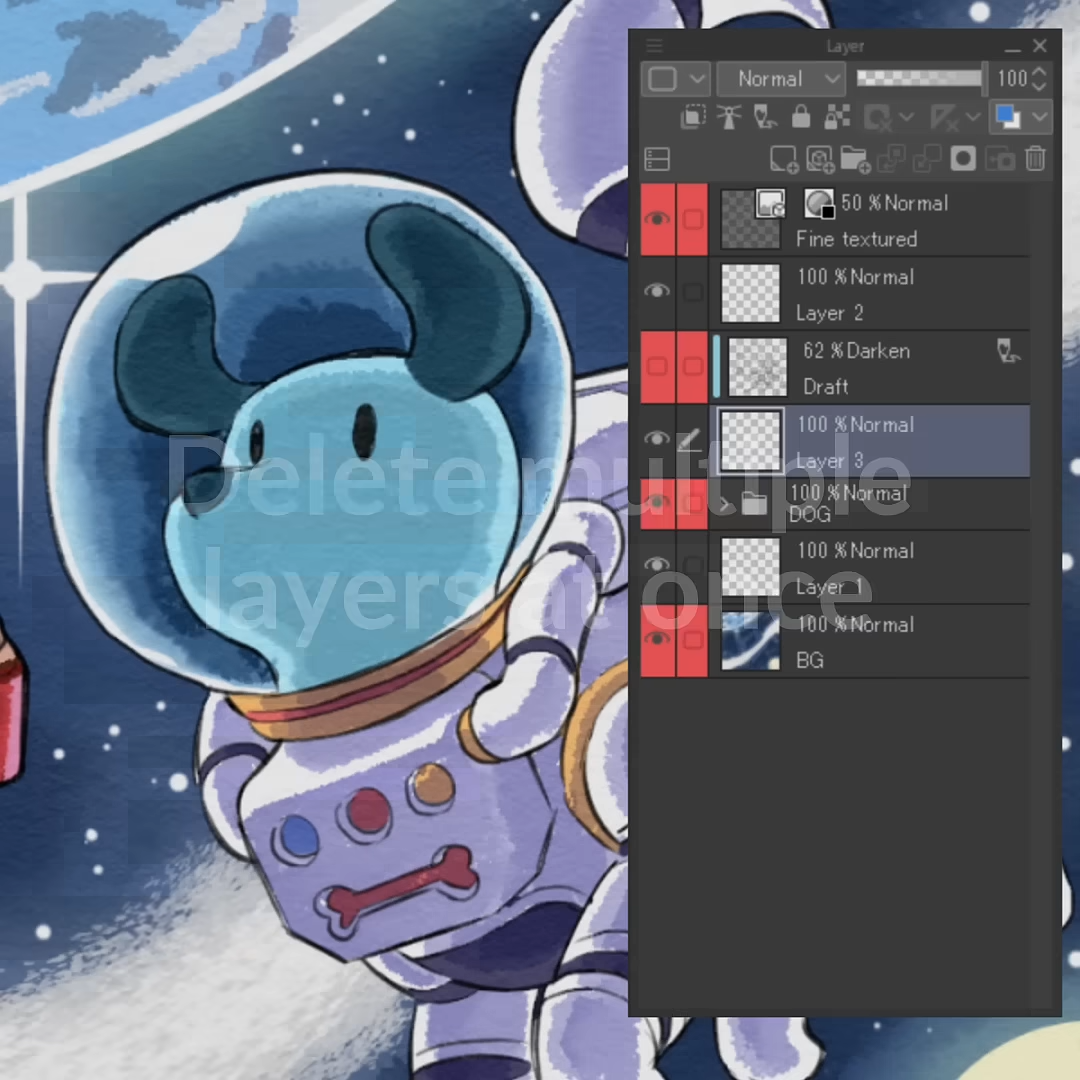 Layer
Normal 100
50 %Normal
Fine textured
100 %Normal
Layer 2
62 %Darken
Draft
100 %Normal
Layer 3
100 %Normal
DOG
100 %Normal
Layer 1
100 %Normal
BG
Delete multiple
layers at once